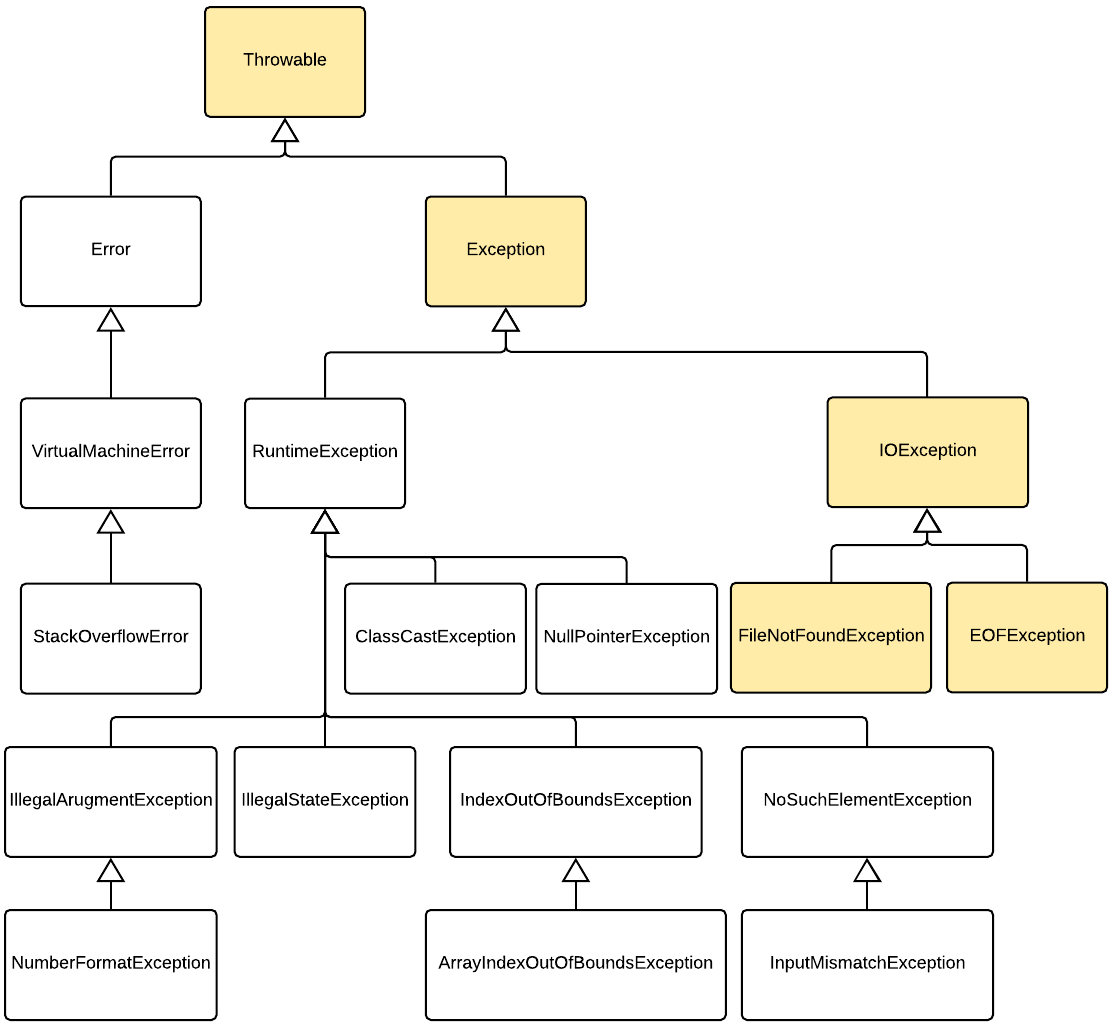 Throwable
Error
Exception
VirtualMachineError
RuntimeException
IOException
StackOverflowError
ClassCastException
NullPointerException
FileNotFoundException
EOFException
IllegalArugmentException
IllegalStateException
IndexOutOfBoundsException
NoSuchElementException
NumberFormatException
ArrayIndexOutOfBoundsException
InputMismatchException